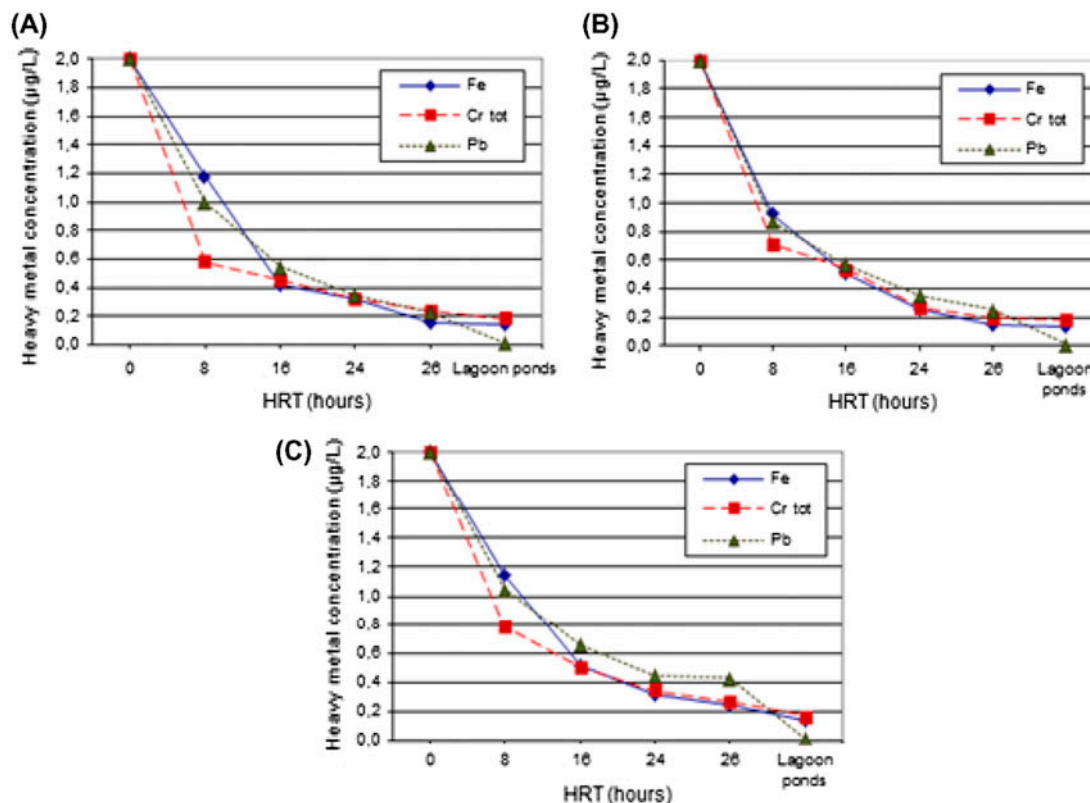 (A)
Heavy metal concentration (µg/L)
2,0
1,8
1,6
1,4
1,2
1,0
0,8
0,6
0,4
0,2
0,0
Fe
Cr tot
Pb
0 8 16 24 26 Lagoon ponds
HRT (hours)
(B)
Heavy metal concentration (µg/L)
2,0
1,8
1,6
1,4
1,2
1,0
0,8
0,6
0,4
0,2
0,0
Fe
Cr tot
Pb
0 8 16 24 26 Lagoon
ponds
HRT (hours)
(C)
Heavy metal concentration (µg/L)
2,0
1,8
1,6
1,4
1,2
1,0
0,8
0,6
0,4
0,2
0,0
Fe
Cr tot
Pb
0 8 16 24 26 Lagoon
ponds
HRT (hours)